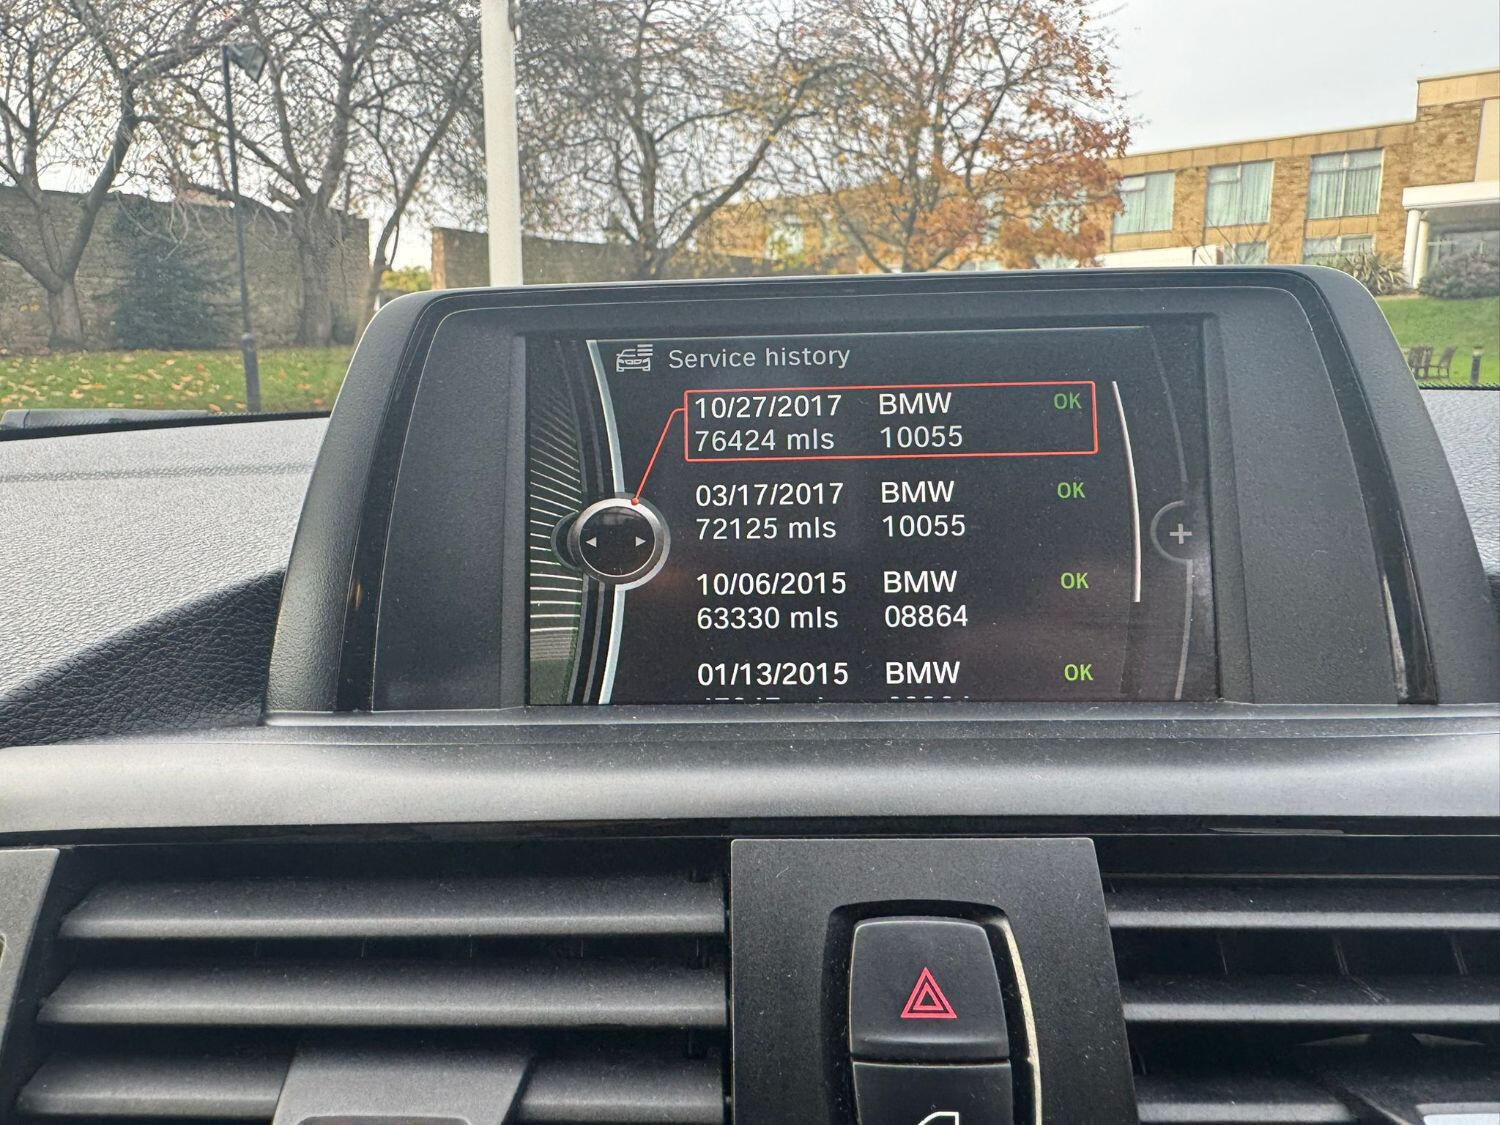 Service history
10/27/2017 BMW OK
76424 mls 10055
03/17/2017 BMW OK
72125 mls 10055
10/06/2015 BMW OK
63330 mls 08864
01/13/2015 BMW OK